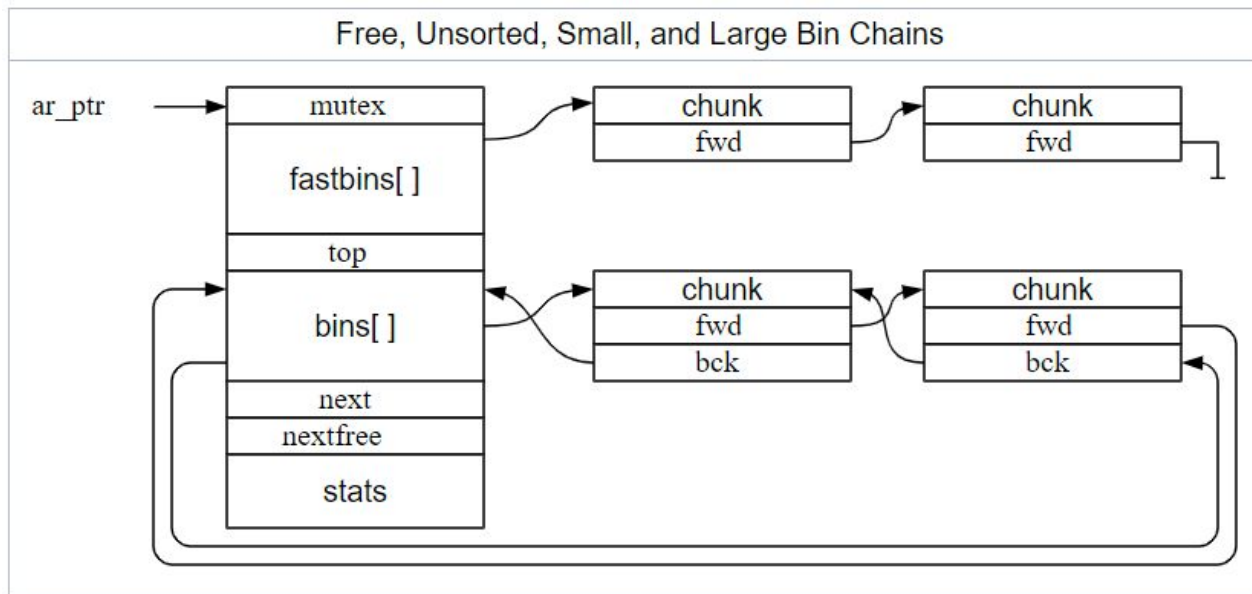 Free, Unsorted, Small, and Large Bin Chains
ar_ptr
mutex
chunk
chunk
fwd
fwd
fastbins[ ]
top
chunk
chunk
bins[ ]
fwd
fwd
bck
bck
next
nextfree
stats